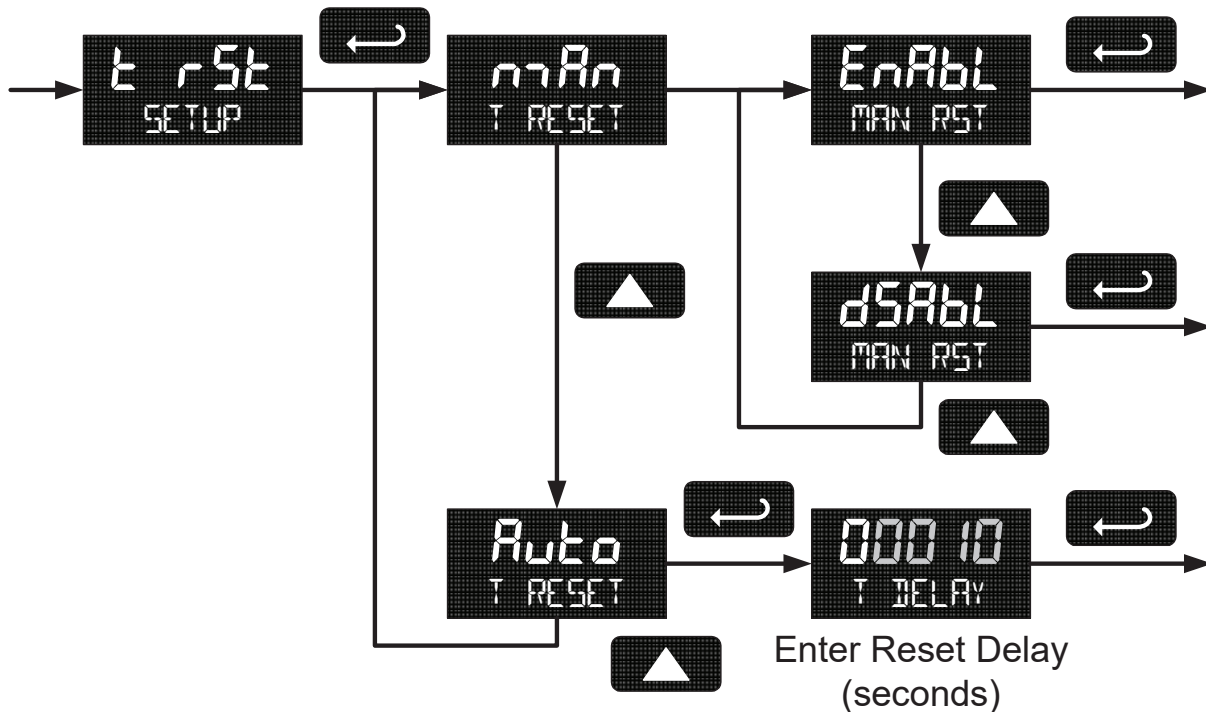 t rSt
SETUP
mAn
T RESET
EnAbL
MAN RST
dSAbL
MAN RST
Auto
T RESET
00010
T DELAY
Enter Reset Delay
(seconds)